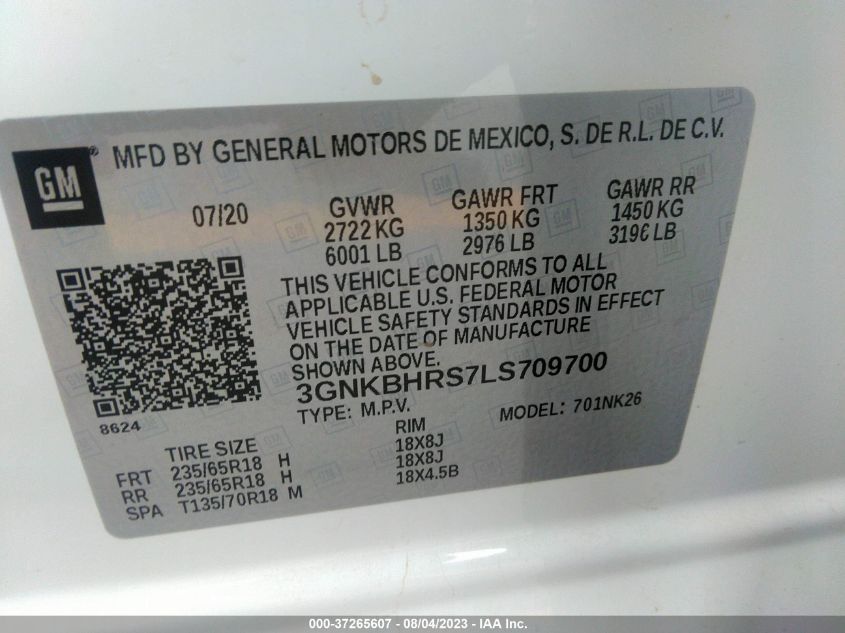 GM ® MFD BY GENERAL MOTORS DE MEXICO, S. DE R.L. DE C.V.
07/20 GVWR GAWR FRT GAWR RR
2722 KG 1350 KG 1450 KG
6001 LB 2976 LB 3196 LB
THIS VEHICLE CONFORMS TO ALL
APPLICABLE U.S. FEDERAL MOTOR
VEHICLE SAFETY STANDARDS IN EFFECT
ON THE DATE OF MANUFACTURE
SHOWN ABOVE.
3GNKBHRS7LS709700
8624 TYPE: M.P.V. MODEL: 701NK26
TIRE SIZE RIM
FRT 235/65R18 H 18X8J
RR 235/65R18 H 18X8J
SPA T135/70R18 M 18X4.5B
000-37265607 - 08/04/2023 - IAA Inc.